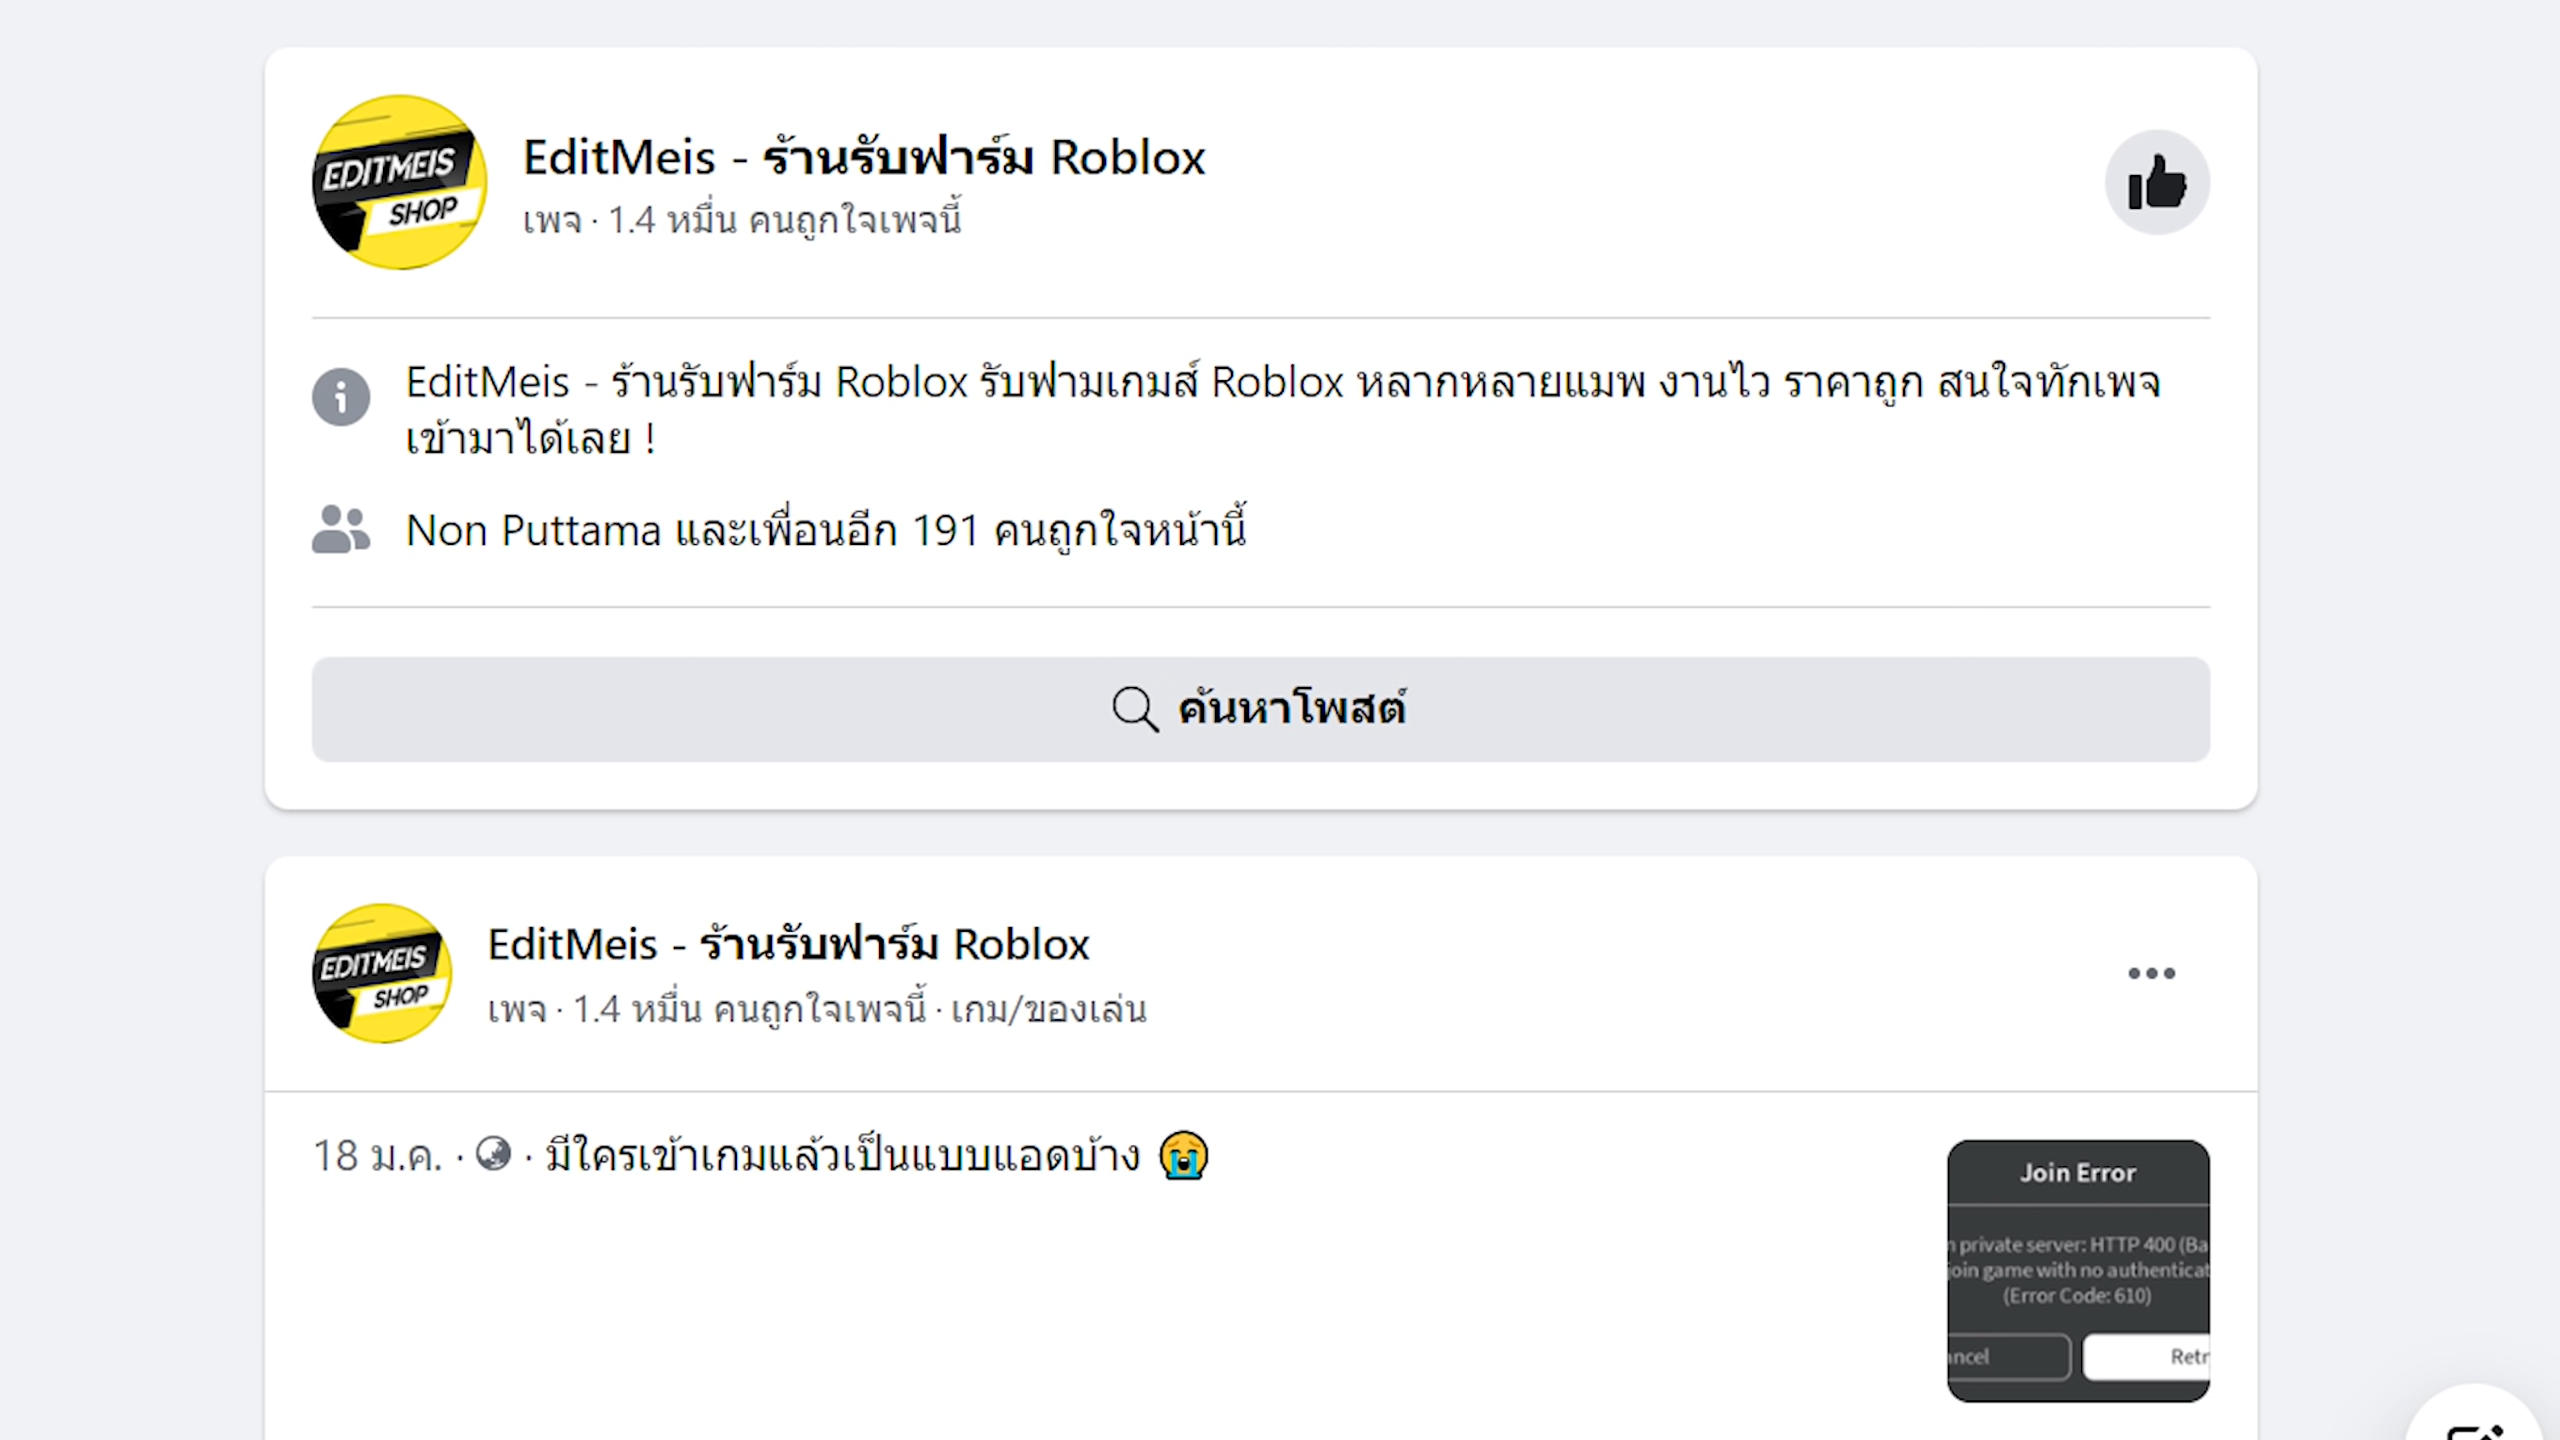 EDITMEIS
SHOP
EditMeis - ร้านรับฟาร์ม Roblox
เพจ · 1.4 หมื่น คนถูกใจเพจนี้
EditMeis - ร้านรับฟาร์ม Roblox รับฟามเกมส์ Roblox หลากหลายแมพ งานไว ราคาถูก สนใจทักเพจ
เข้ามาได้เลย !
Non Puttama และเพื่อนอีก 191 คนถูกใจหน้านี้
ค้นหาโพสต์
EDITMEIS
SHOP
EditMeis - ร้านรับฟาร์ม Roblox
เพจ · 1.4 หมื่น คนถูกใจเพจนี้ · เกม/ของเล่น
18 ม.ค. · มีใครเข้าเกมแล้วเป็นแบบแอดบ้าง 😭
Join Error
private server: HTTP 400 (Ba
oin game with no authenticat
(Error Code: 610)
ncel
Retr